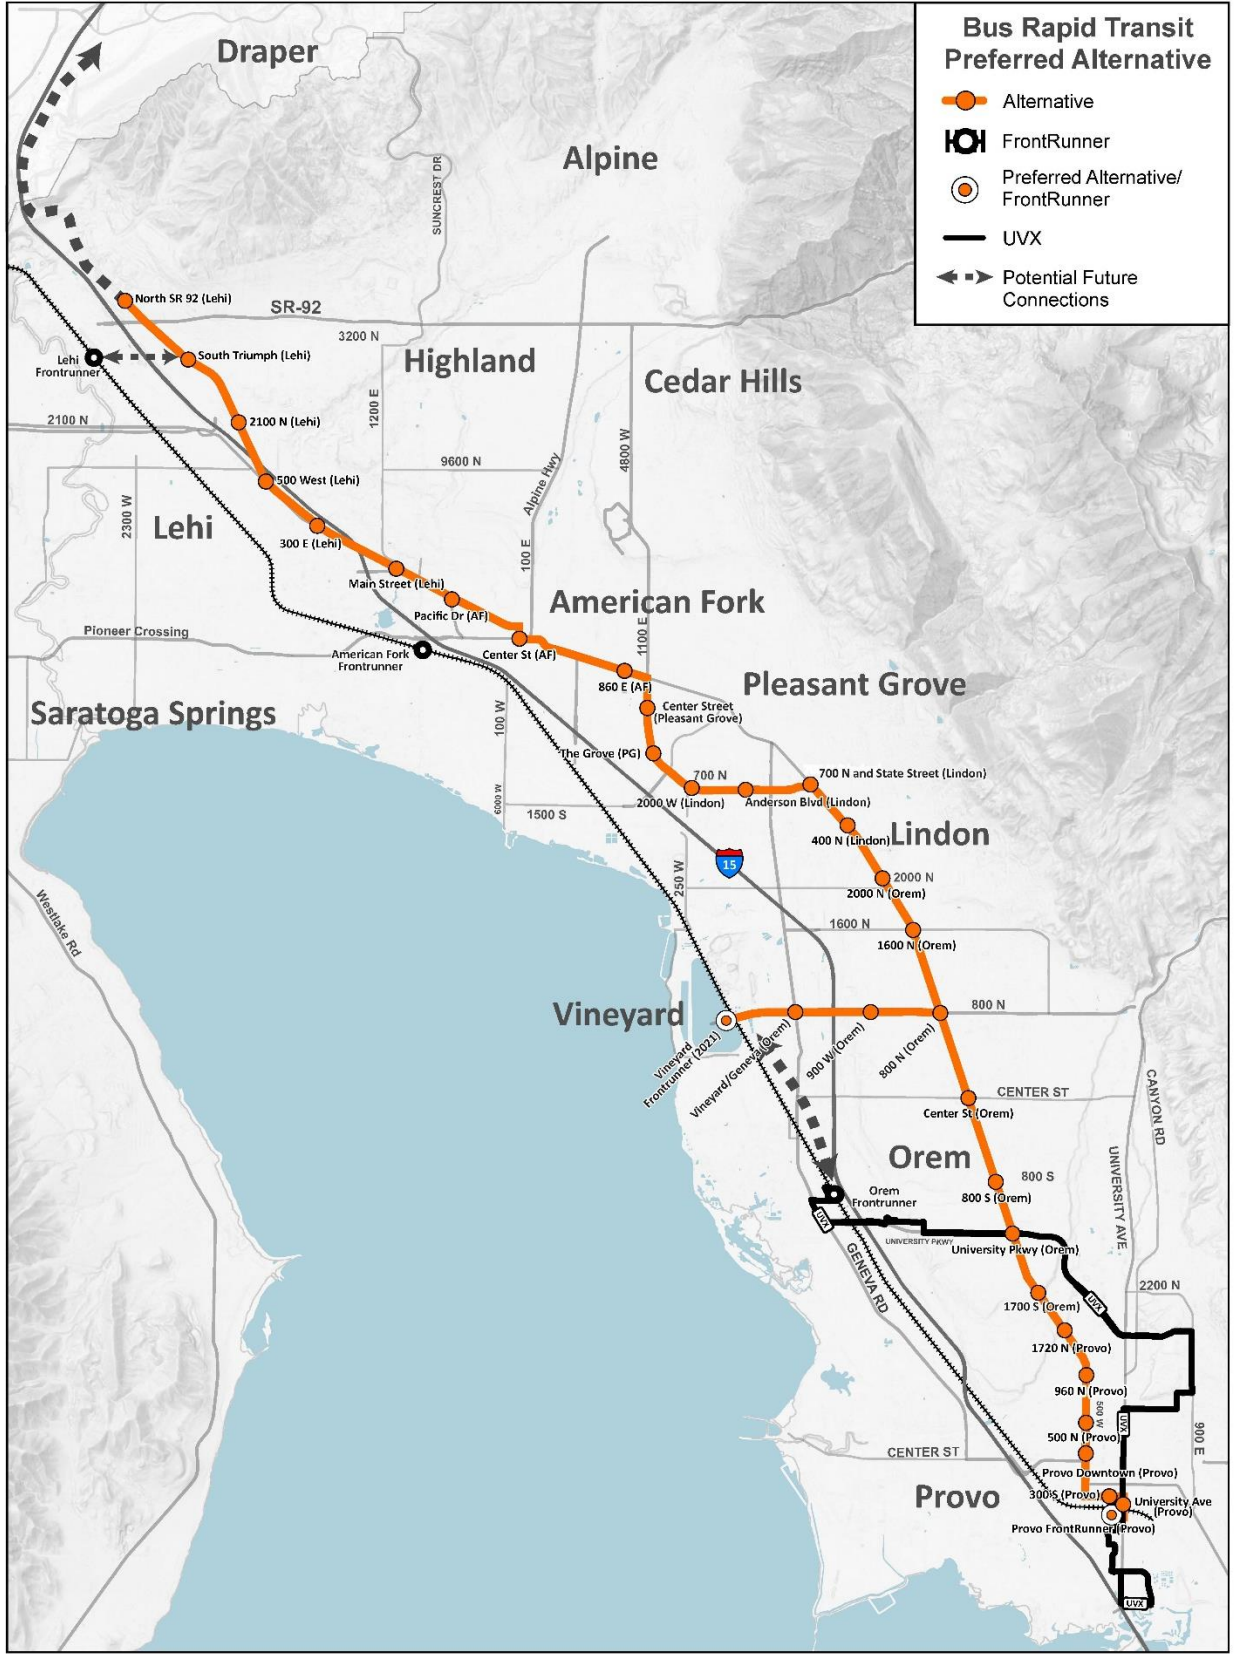 Bus Rapid Transit
Preferred Alternative
Alternative
FrontRunner
Preferred Alternative/
FrontRunner
UVX
Potential Future
Connections
Draper
Alpine
SUNCREST DR
North SR 92 (Lehi)
SR-92
3200 N
Lehi
Frontrunner
South Triumph (Lehi)
Highland
Cedar Hills
2100 N
2100 N (Lehi)
1200 E
4800 W
9600 N
Alpine Hwy
500 West (Lehi)
2300 W
Lehi
300 E (Lehi)
100 E
Main Street (Lehi)
American Fork
Pacific Dr (AF)
1100 E
Pioneer Crossing
American Fork
Frontrunner
Center St (AF)
860 E (AF)
Pleasant Grove
Saratoga Springs
100 W
Center Street
(Pleasant Grove)
The Grove (PG)
700 N
700 N and State Street (Lindon)
6000 W
2000 W (Lindon)
Anderson Blvd (Lindon)
1500 S
400 N (Lindon)
Lindon
15
250 W
2000 N
2000 N (Orem)
Westlake Rd
1600 N
1600 N (Orem)
Vineyard
800 N
Vineyard
Frontrunner (2021)
Vineyard/Geneva (Orem)
900 W (Orem)
800 N (Orem)
CENTER ST
Center St (Orem)
CANYON RD
Orem
800 S
800 S (Orem)
UNIVERSITY AVE
Orem
Frontrunner
UVX
UNIVERSITY PKWY
University Pkwy (Orem)
GENEVA RD
2200 N
UVX
1700 S (Orem)
1720 N (Provo)
960 N (Provo)
500 W
UVX
900 E
500 N (Provo)
CENTER ST
Provo Downtown (Provo)
Provo
300 S (Provo)
University Ave
(Provo)
Provo FrontRunner (Provo)
UVX